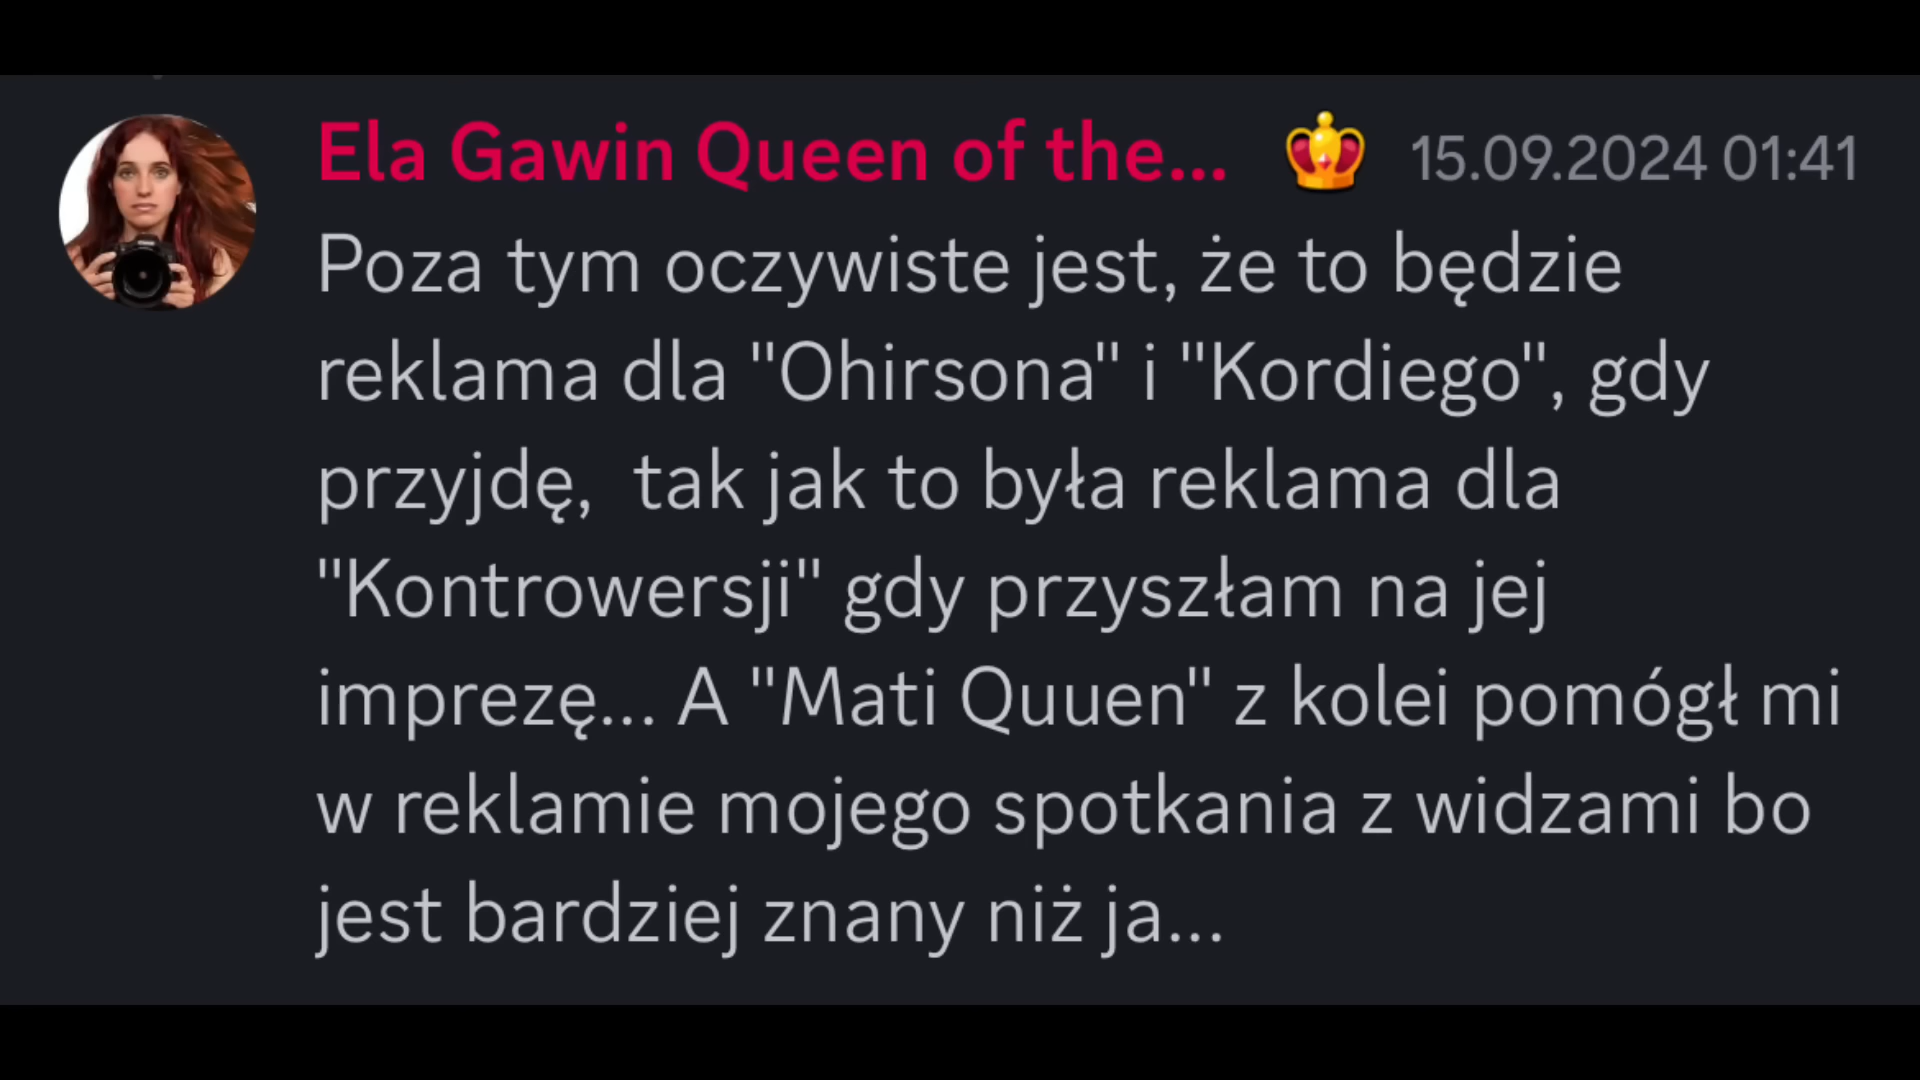 Ela Gawin Queen of the... 15.09.2024 01:41
Poza tym oczywiste jest, że to będzie
reklama dla "Ohirsona" i "Kordiego", gdy
przyjdę,  tak jak to była reklama dla
"Kontrowersji" gdy przyszłam na jej
imprezę... A "Mati Quuen" z kolei pomógł mi
w reklamie mojego spotkania z widzami bo
jest bardziej znany niż ja...